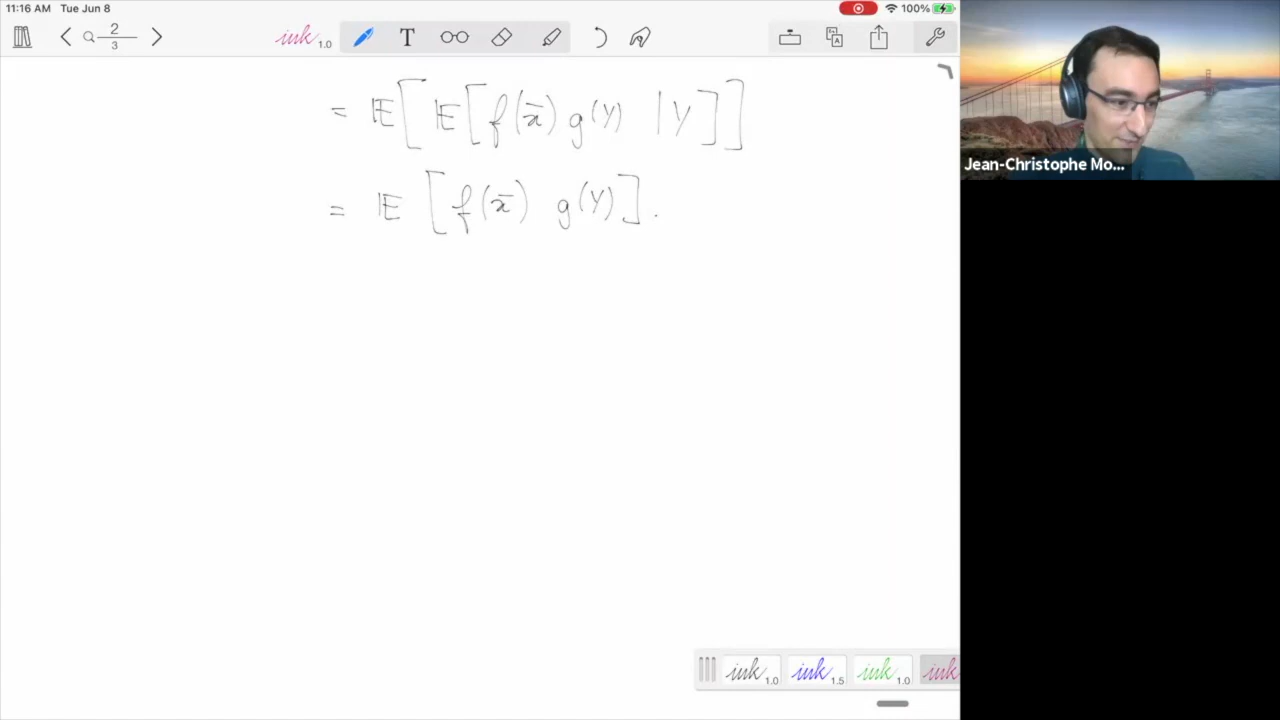 11:16 AM Tue Jun 8
100%
2
3
ink 1.0
T
= 𝔼[ 𝔼[ f(x̄) g(Y) | Y ] ]
= 𝔼 [ f(x̄) g(Y) ].
Jean-Christophe Mo...
ink 1.0 ink 1.5 ink 1.0 ink